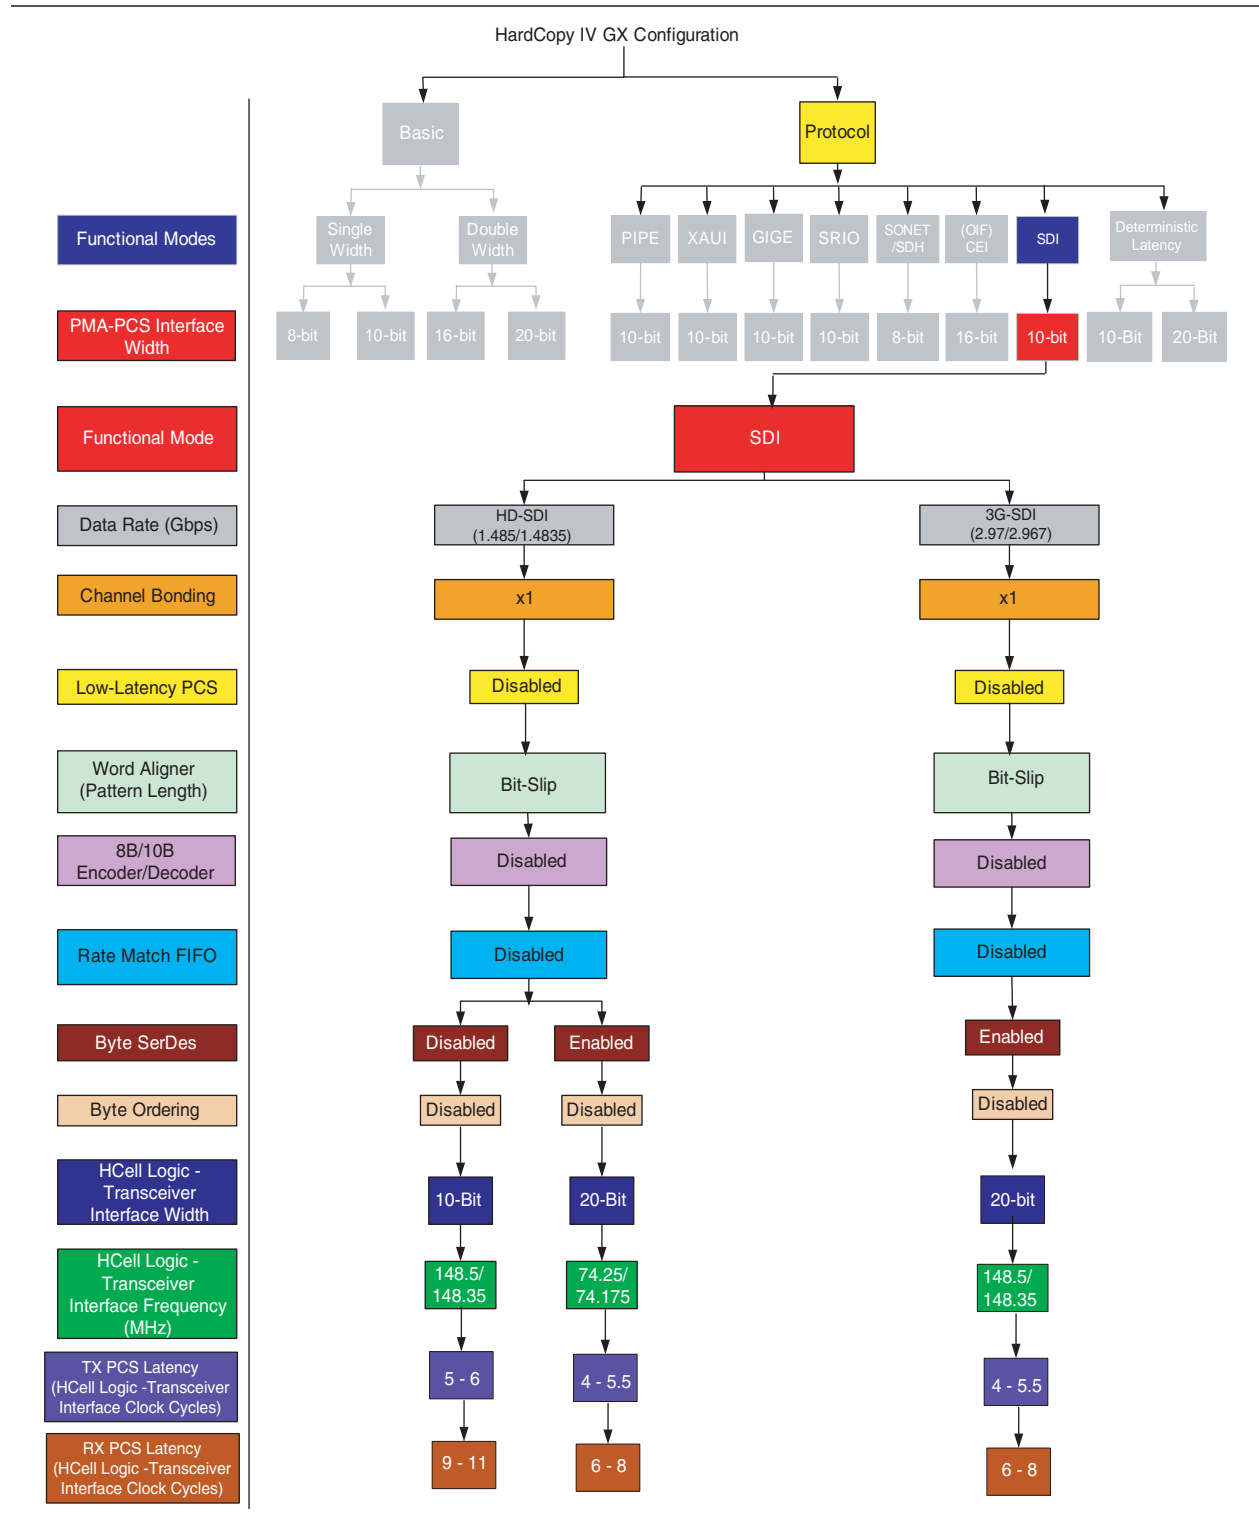 HardCopy IV GX Configuration
Basic
Protocol
Functional Modes
Single
Width
Double
Width
PIPE
XAUI
GIGE
SRIO
SONET
/SDH
(OIF)
CEI
SDI
Deterministic
Latency
PMA-PCS Interface
Width
8-bit
10-bit
16-bit
20-bit
10-bit
10-bit
10-bit
10-bit
8-bit
16-bit
10-bit
10-Bit
20-Bit
Functional Mode
SDI
Data Rate (Gbps)
HD-SDI
(1.485/1.4835)
3G-SDI
(2.97/2.967)
Channel Bonding
x1
x1
Low-Latency PCS
Disabled
Disabled
Word Aligner
(Pattern Length)
Bit-Slip
Bit-Slip
8B/10B
Encoder/Decoder
Disabled
Disabled
Rate Match FIFO
Disabled
Disabled
Byte SerDes
Disabled
Enabled
Enabled
Byte Ordering
Disabled
Disabled
Disabled
HCell Logic -
Transceiver
Interface Width
10-Bit
20-Bit
20-bit
HCell Logic -
Transceiver
Interface Frequency
(MHz)
148.5/
148.35
74.25/
74.175
148.5/
148.35
TX PCS Latency
(HCell Logic -Transceiver
Interface Clock Cycles)
5 - 6
4 - 5.5
4 - 5.5
RX PCS Latency
(HCell Logic -Transceiver
Interface Clock Cycles)
9 - 11
6 - 8
6 - 8